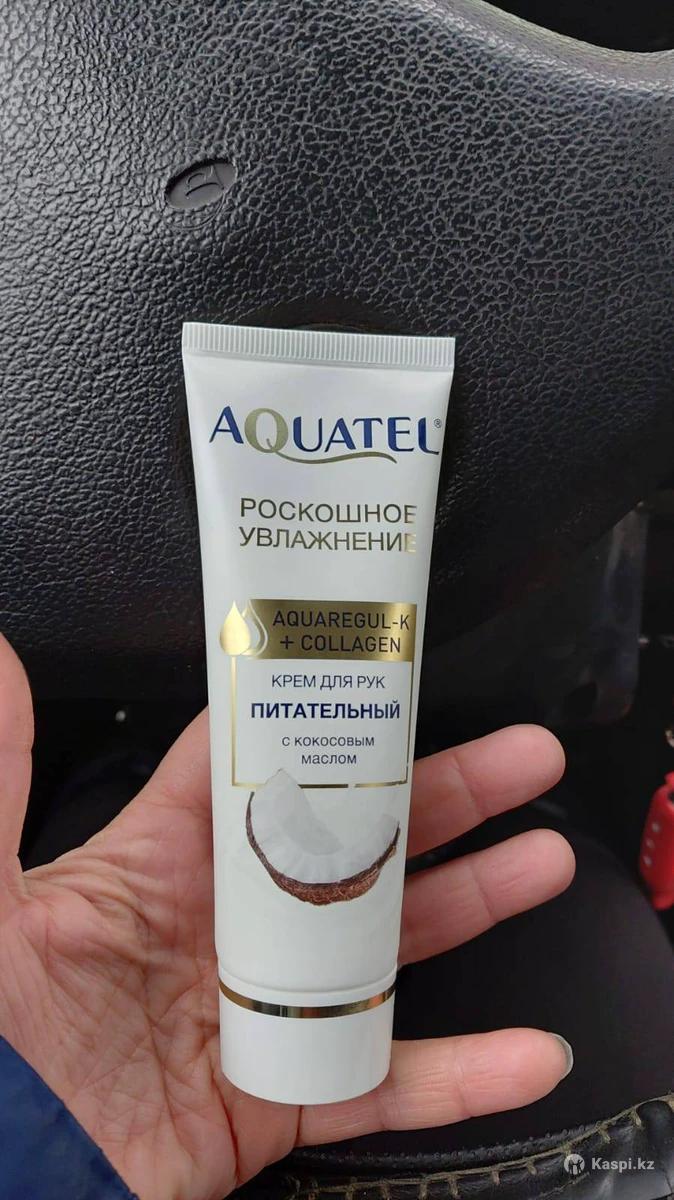 AQUATEL®
РОСКОШНОЕ
УВЛАЖНЕНИЕ
AQUAREGUL-K
+ COLLAGEN
КРЕМ ДЛЯ РУК
ПИТАТЕЛЬНЫЙ
С КОКОСОВЫМ
МАСЛОМ
Kaspi.kz